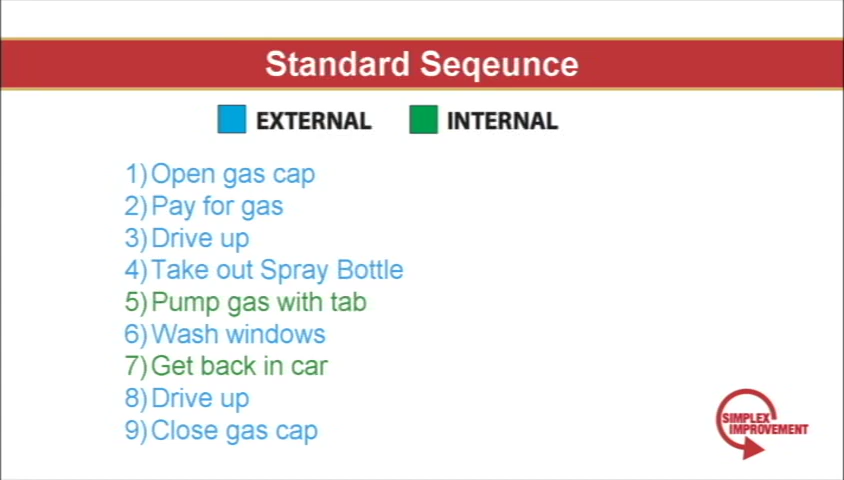 Standard Seqeunce
EXTERNAL INTERNAL
1) Open gas cap
2) Pay for gas
3) Drive up
4) Take out Spray Bottle
5) Pump gas with tab
6) Wash windows
7) Get back in car
8) Drive up
9) Close gas cap
SIMPLEX
IMPROVEMENT